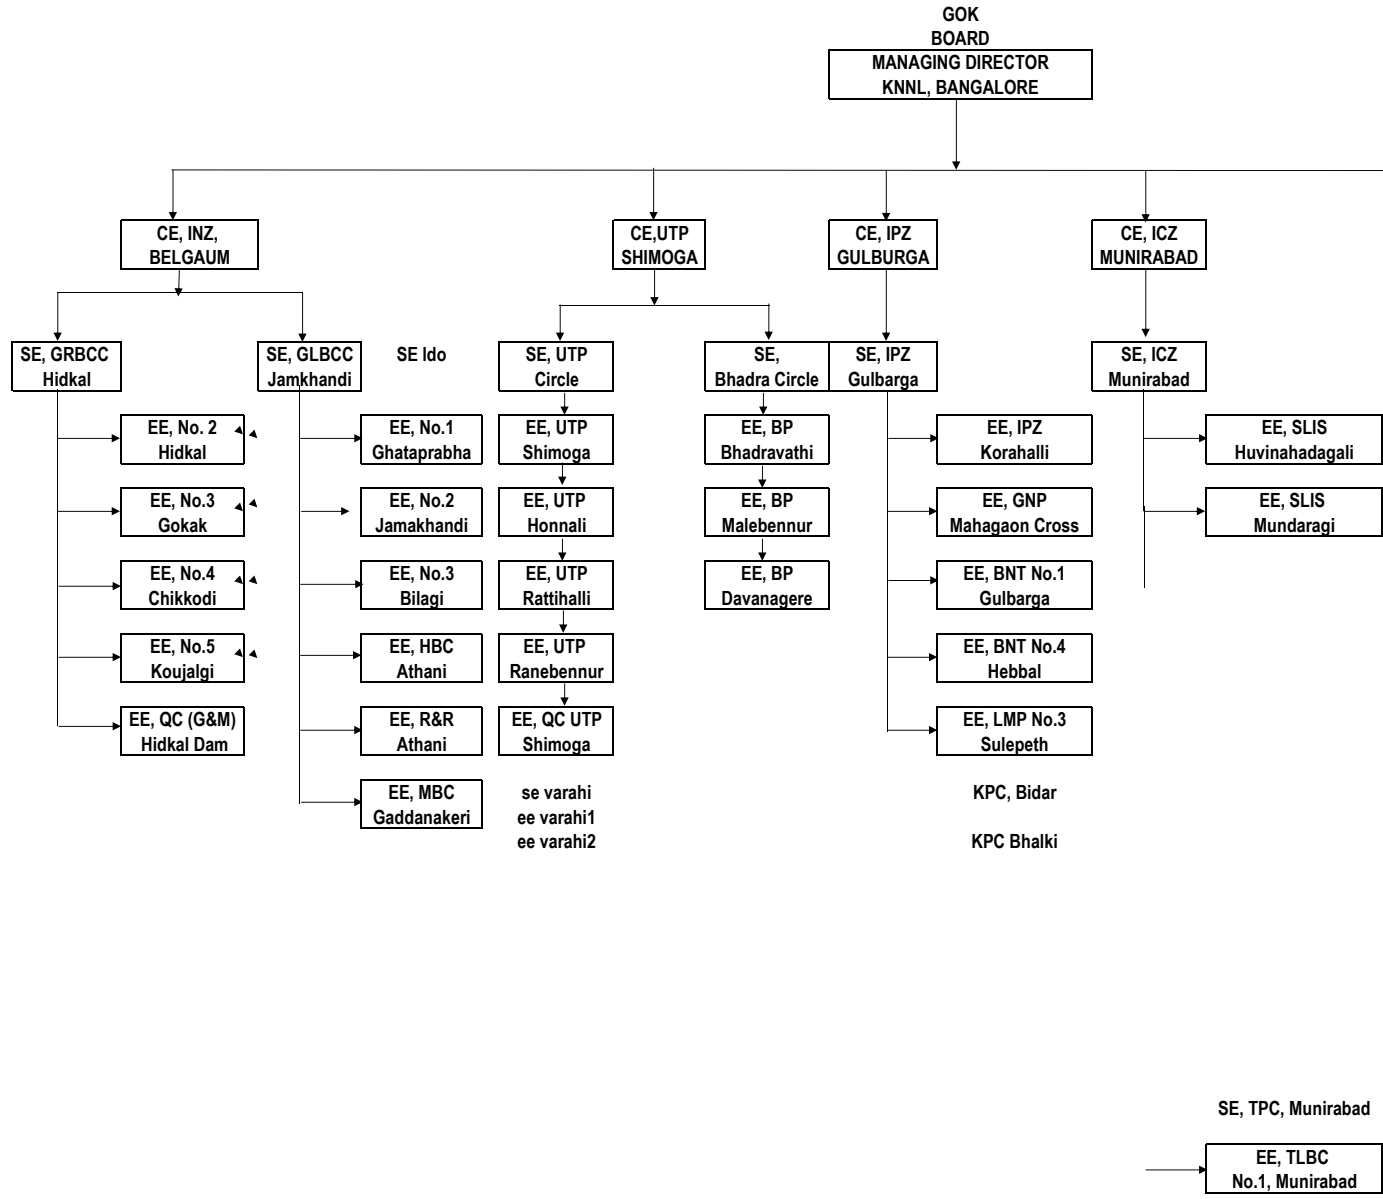 GOK
BOARD
MANAGING DIRECTOR
KNNL, BANGALORE
CE, INZ,
BELGAUM
CE,UTP
SHIMOGA
CE, IPZ
GULBURGA
CE, ICZ
MUNIRABAD
SE, GRBCC
Hidkal
SE, GLBCC
Jamkhandi
SE Ido
SE, UTP
Circle
SE,
Bhadra Circle
SE, IPZ
Gulbarga
SE, ICZ
Munirabad
EE, No. 2
Hidkal
EE, No.1
Ghataprabha
EE, UTP
Shimoga
EE, BP
Bhadravathi
EE, IPZ
Korahalli
EE, SLIS
Huvinahadagali
EE, No.3
Gokak
EE, No.2
Jamakhandi
EE, UTP
Honnali
EE, BP
Malebennur
EE, GNP
Mahagaon Cross
EE, SLIS
Mundaragi
EE, No.4
Chikkodi
EE, No.3
Bilagi
EE, UTP
Rattihalli
EE, BP
Davanagere
EE, BNT No.1
Gulbarga
EE, No.5
Koujalgi
EE, HBC
Athani
EE, UTP
Ranebennur
EE, BNT No.4
Hebbal
EE, QC (G&M)
Hidkal Dam
EE, R&R
Athani
EE, QC UTP
Shimoga
EE, LMP No.3
Sulepeth
EE, MBC
Gaddanakeri
se varahi
ee varahi1
ee varahi2
KPC, Bidar
KPC Bhalki
SE, TPC, Munirabad
EE, TLBC
No.1, Munirabad